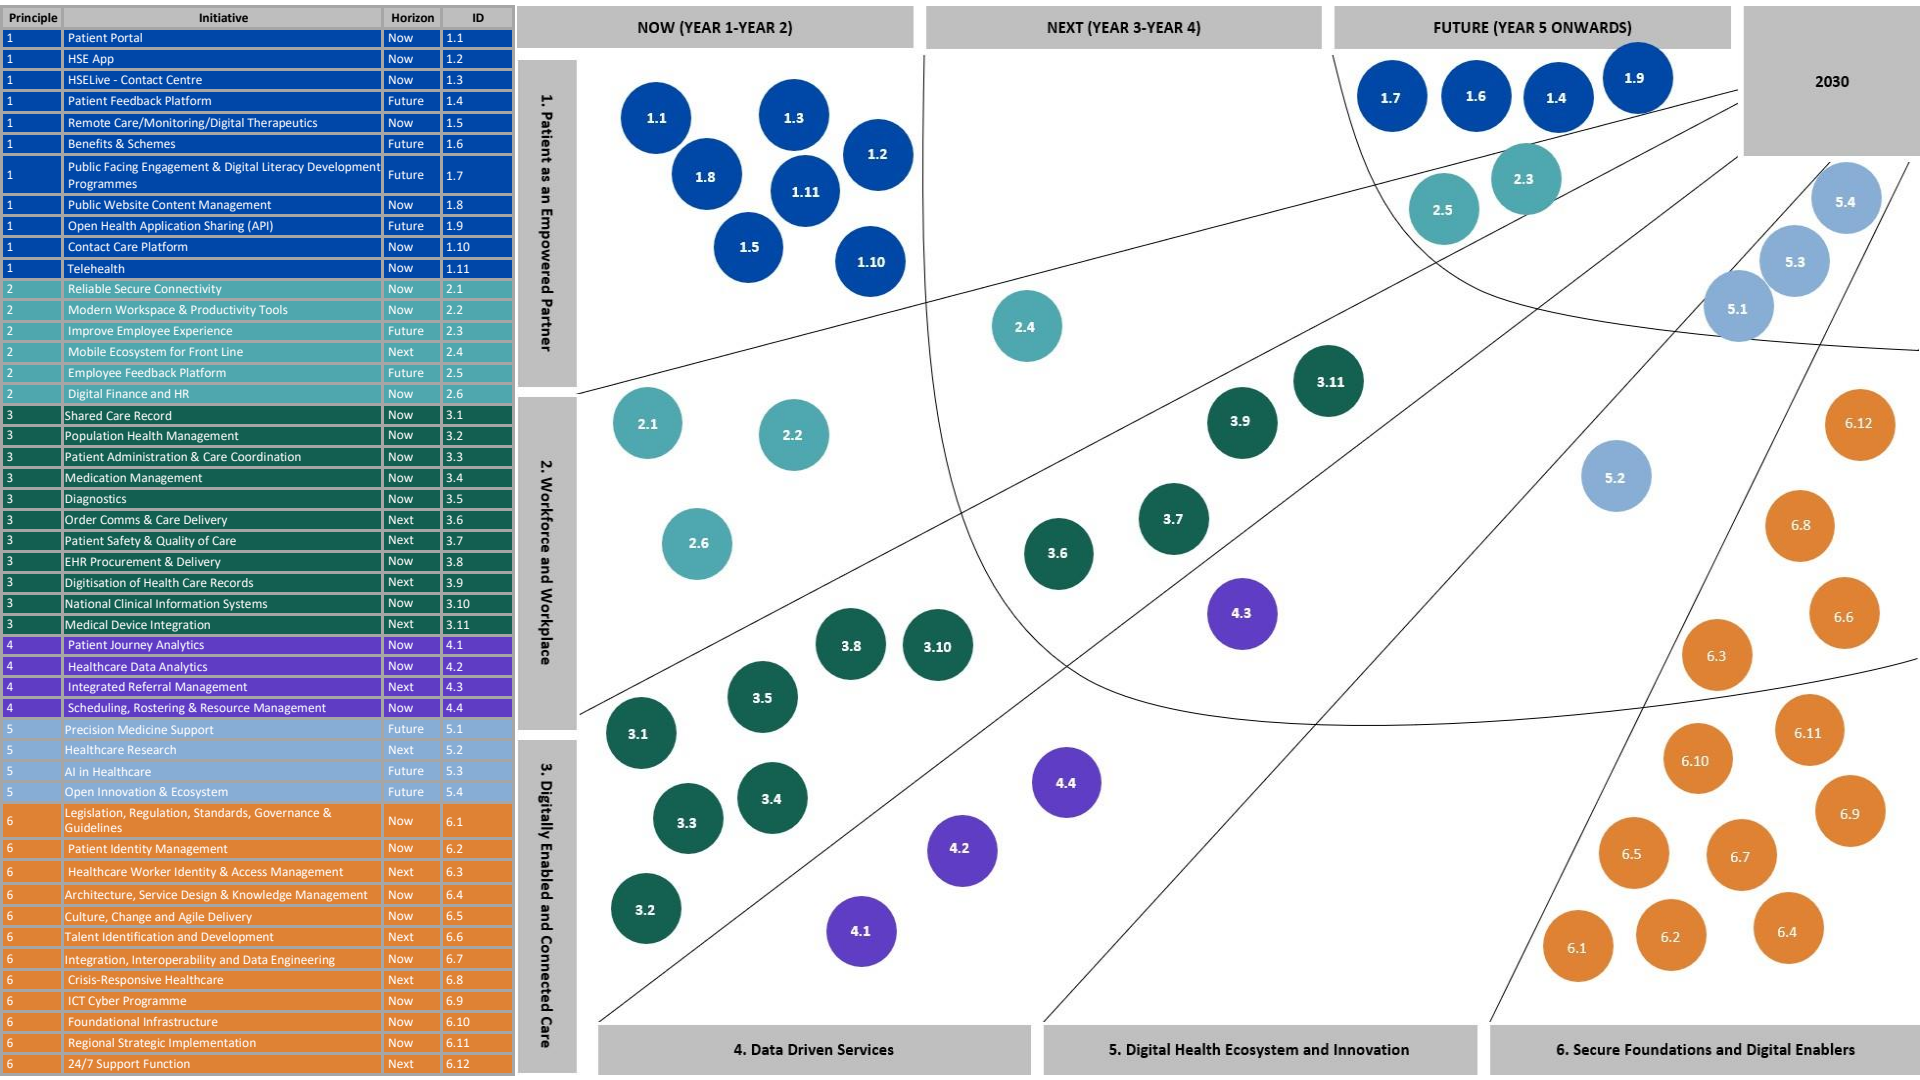 Principle Initiative Horizon ID
1 Patient Portal Now 1.1
1 HSE App Now 1.2
1 HSELive - Contact Centre Now 1.3
1 Patient Feedback Platform Future 1.4
1 Remote Care/Monitoring/Digital Therapeutics Now 1.5
1 Benefits & Schemes Future 1.6
1 Public Facing Engagement & Digital Literacy Development
Programmes Future 1.7
1 Public Website Content Management Now 1.8
1 Open Health Application Sharing (API) Future 1.9
1 Contact Care Platform Now 1.10
1 Telehealth Now 1.11
2 Reliable Secure Connectivity Now 2.1
2 Modern Workspace & Productivity Tools Now 2.2
2 Improve Employee Experience Future 2.3
2 Mobile Ecosystem for Front Line Next 2.4
2 Employee Feedback Platform Future 2.5
2 Digital Finance and HR Now 2.6
3 Shared Care Record Now 3.1
3 Population Health Management Now 3.2
3 Patient Administration & Care Coordination Now 3.3
3 Medication Management Now 3.4
3 Diagnostics Now 3.5
3 Order Comms & Care Delivery Next 3.6
3 Patient Safety & Quality of Care Next 3.7
3 EHR Procurement & Delivery Now 3.8
3 Digitisation of Health Care Records Next 3.9
3 National Clinical Information Systems Now 3.10
3 Medical Device Integration Next 3.11
4 Patient Journey Analytics Now 4.1
4 Healthcare Data Analytics Now 4.2
4 Integrated Referral Management Next 4.3
4 Scheduling, Rostering & Resource Management Now 4.4
5 Precision Medicine Support Future 5.1
5 Healthcare Research Next 5.2
5 AI in Healthcare Future 5.3
5 Open Innovation & Ecosystem Future 5.4
6 Legislation, Regulation, Standards, Governance &
Guidelines Now 6.1
6 Patient Identity Management Now 6.2
6 Healthcare Worker Identity & Access Management Next 6.3
6 Architecture, Service Design & Knowledge Management Now 6.4
6 Culture, Change and Agile Delivery Now 6.5
6 Talent Identification and Development Next 6.6
6 Integration, Interoperability and Data Engineering Now 6.7
6 Crisis-Responsive Healthcare Next 6.8
6 ICT Cyber Programme Now 6.9
6 Foundational Infrastructure Now 6.10
6 Regional Strategic Implementation Now 6.11
6 24/7 Support Function Next 6.12
NOW (YEAR 1-YEAR 2)
NEXT (YEAR 3-YEAR 4)
FUTURE (YEAR 5 ONWARDS)
2030
1. Patient as an Empowered Partner
1.1
1.3
1.2
1.8
1.11
1.5
1.10
1.7
1.6
1.4
1.9
2. Workforce and Workplace
2.1
2.2
2.6
2.4
2.5
2.3
3. Digitally Enabled and Connected Care
3.1
3.5
3.8
3.10
3.3
3.4
3.2
3.6
3.7
3.9
3.11
4.1
4.2
4.4
4.3
5.2
5.1
5.3
5.4
6.12
6.8
6.6
6.3
6.11
6.10
6.9
6.5
6.7
6.1
6.2
6.4
4. Data Driven Services
5. Digital Health Ecosystem and Innovation
6. Secure Foundations and Digital Enablers